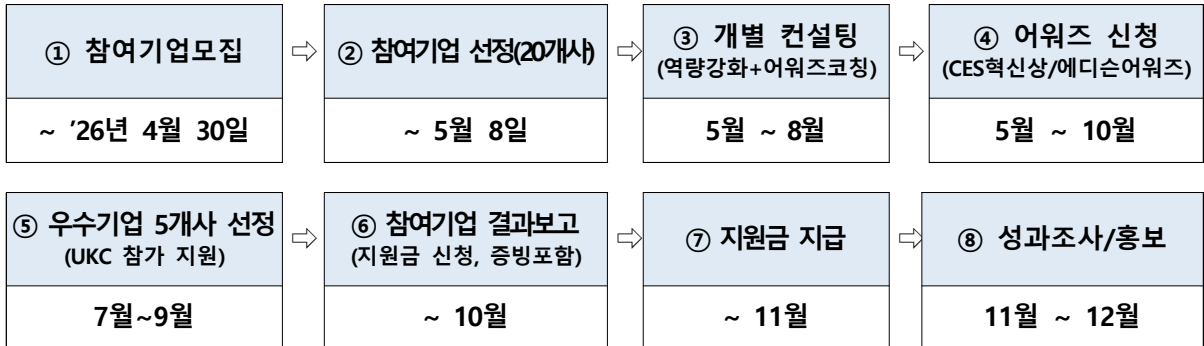 ① 참여기업모집 ⇨ ② 참여기업 선정(20개사) ⇨ ③ 개별 컨설팅 ⇨ ④ 어워즈 신청
(역량강화+어워즈코칭) (CES혁신상/에디슨어워즈)
~ '26년 4월 30일 ~ 5월 8일 5월 ~ 8월 5월 ~ 10월
⑤ 우수기업 5개사 선정 ⇨ ⑥ 참여기업 결과보고 ⇨ ⑦ 지원금 지급 ⇨ ⑧ 성과조사/홍보
(UKC 참가 지원) (지원금 신청, 증빙포함)
7월~9월 ~ 10월 ~ 11월 11월 ~ 12월